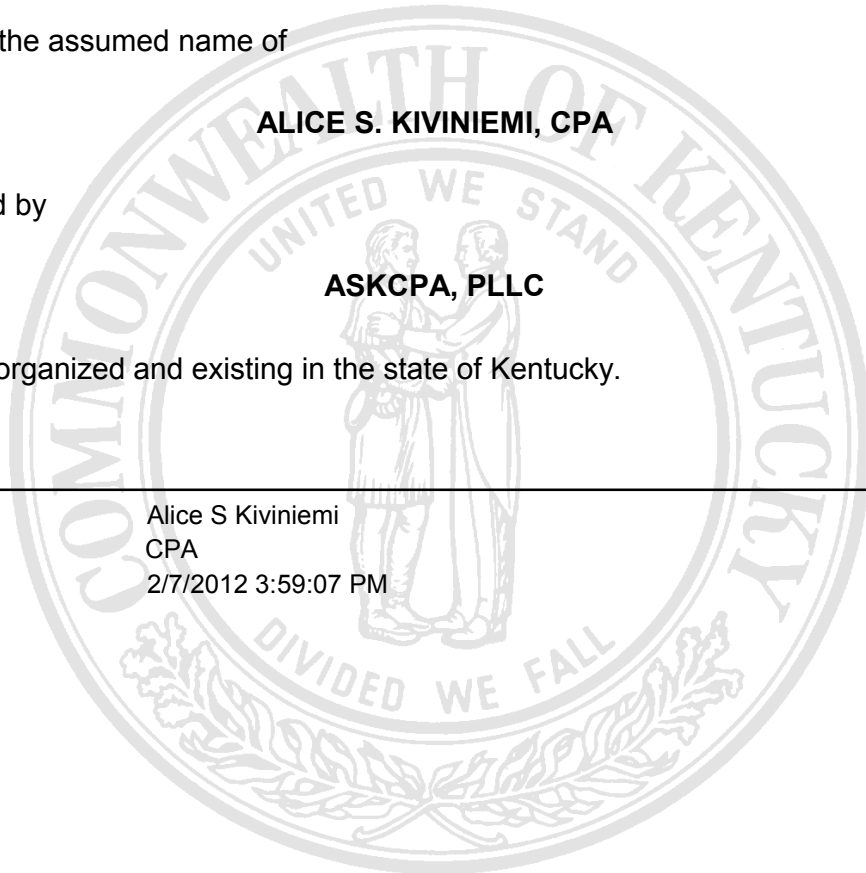 the assumed name of
ALICE S. KIVINIEMI, CPA
d by
ASKCPA, PLLC
organized and existing in the state of Kentucky.
Alice S Kiviniemi
CPA
2/7/2012 3:59:07 PM
COMMONWEALTH OF KENTUCKY
UNITED WE STAND
DIVIDED WE FALL